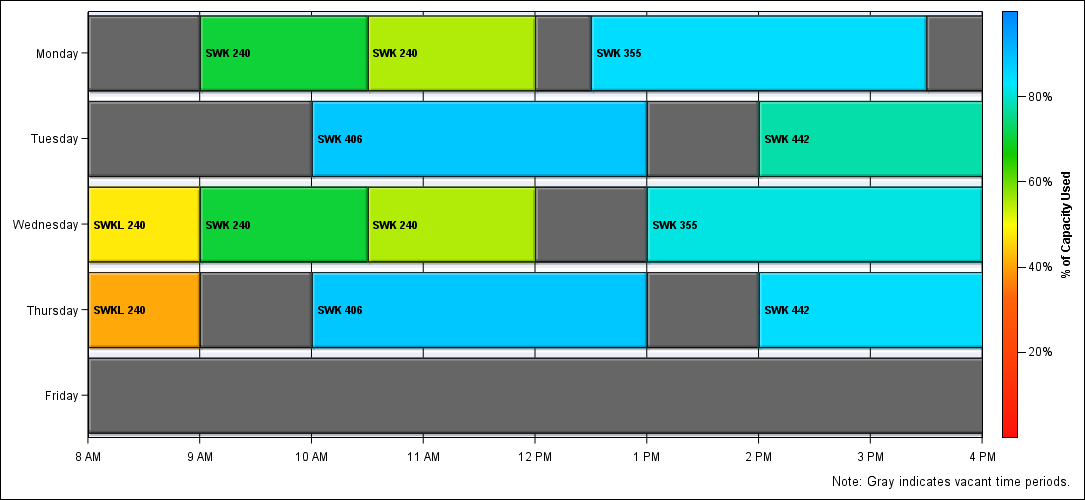 Monday
SWK 240
SWK 240
SWK 355
Tuesday
SWK 406
SWK 442
Wednesday
SWKL 240
SWK 240
SWK 240
SWK 355
Thursday
SWKL 240
SWK 406
SWK 442
Friday
8 AM
9 AM
10 AM
11 AM
12 PM
1 PM
2 PM
3 PM
4 PM
80%
60%
40%
20%
% of Capacity Used
Note: Gray indicates vacant time periods.